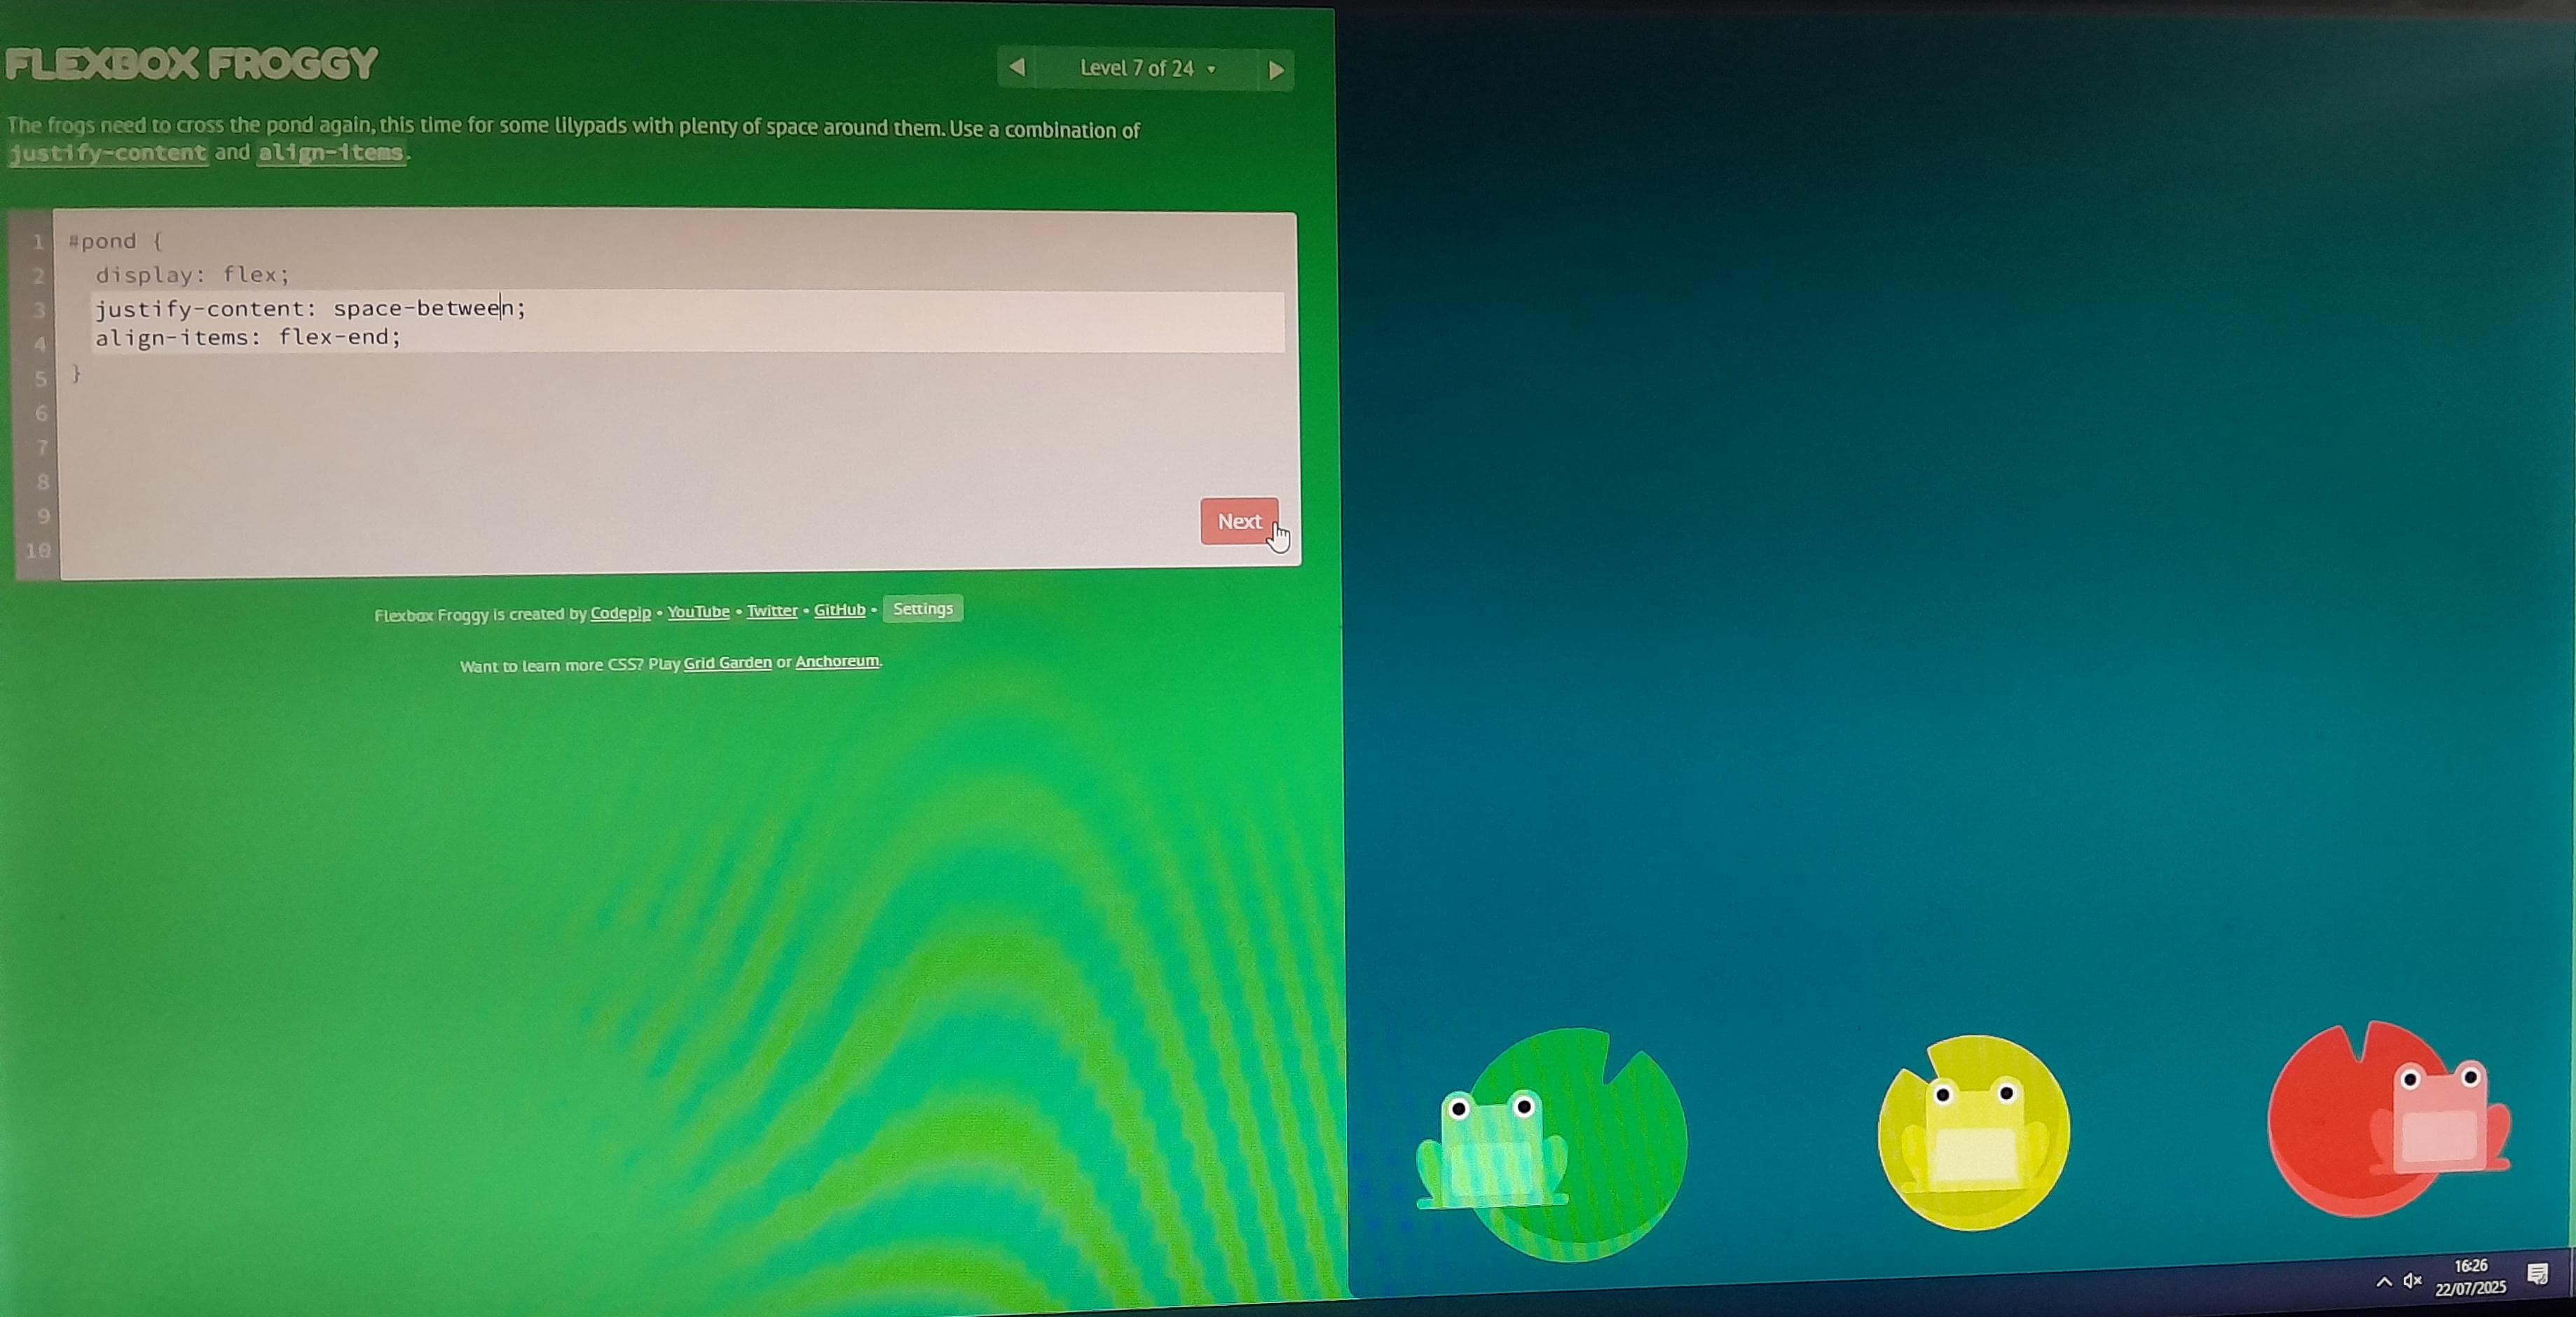 FLEXBOX FROGGY
◀ Level 7 of 24 ▼ ▶
The frogs need to cross the pond again, this time for some lilypads with plenty of space around them. Use a combination of
justify-content and align-items.
1 #pond {
2 display: flex;
3 justify-content: space-between;
4 align-items: flex-end;
5 }
6
7
8
9
10
Next
Flexbox Froggy is created by Codepip • YouTube • Twitter • GitHub • Settings
Want to learn more CSS? Play Grid Garden or Anchoreum.
16:26
22/07/2025